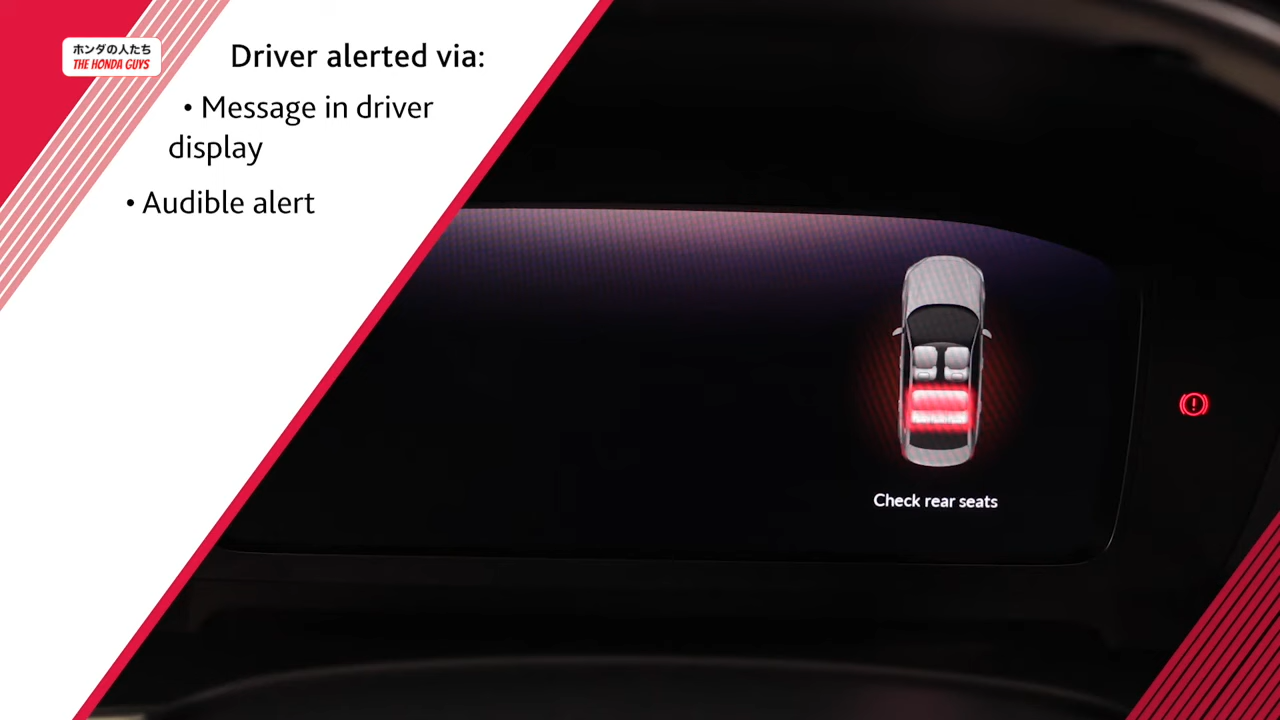 ホンダの人たち
THE HONDA GUYS
Driver alerted via:
• Message in driver
display
• Audible alert
Check rear seats